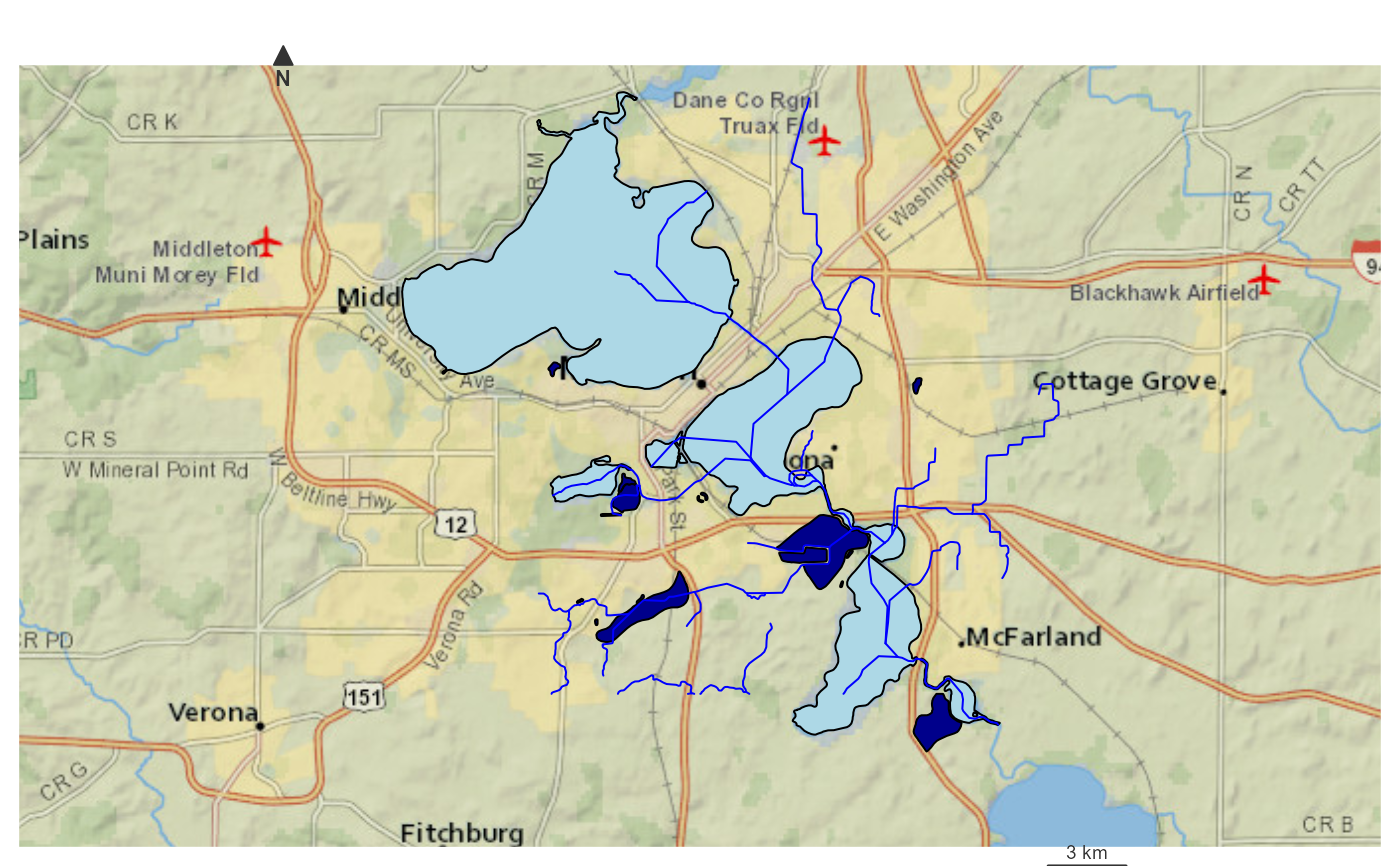 N
Dane Co Rgnl
Truax Fld
CR K
CR M
E Washington Ave
CR N
CR TT
Plains
Middleton
Muni Morey Fld
94
Midd
Blackhawk Airfield
University
Ave
CR MS
Cottage Grove
CR S
W Mineral Point Rd
ona
W Beltline Hwy
Park St
12
Verona Rd
CR PD
McFarland
151
Verona
CR G
Fitchburg
CR B
3 km